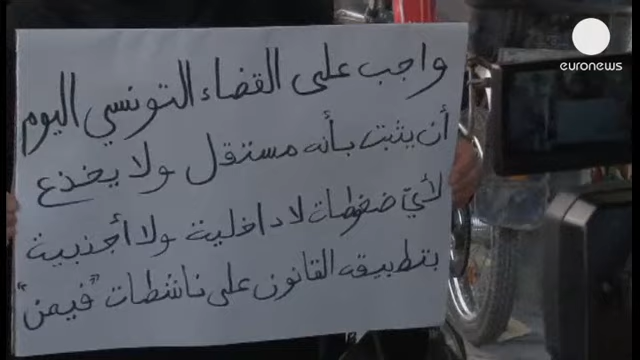 euronews
واجب على القضاء التونسي اليوم
أن يثبت بأنه مستقل ولا يخذع
لأيّ ضغوطات لا داخلية ولا أجنبية
بتطبيقه القانون على ناشطات "فيمن"